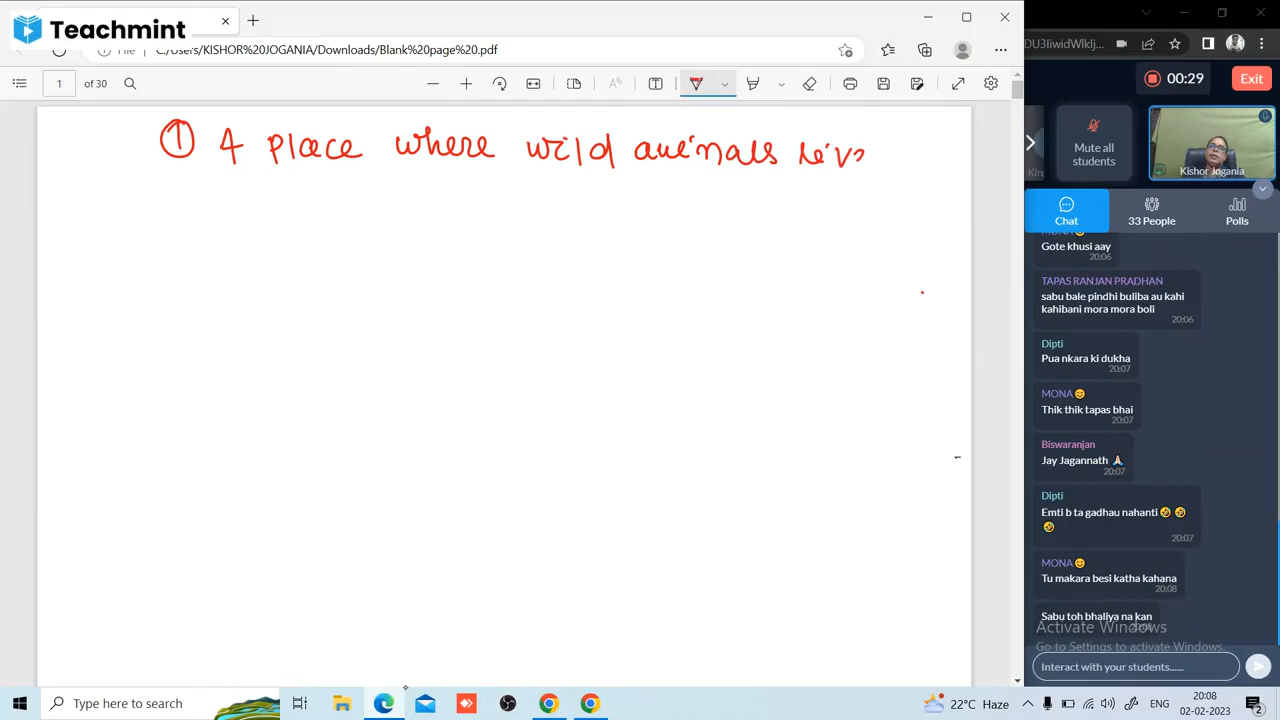 Teachmint
File
C:/Users/KISHOR%20JOGANIA/Downloads/Blank%20page%20.pdf
DU3IiwidWlkIj...
1 of 30
00:29
Exit
① A place where wild animals live
Mute all
students
Kishor Jogania
Chat
33 People
Polls
Gote khusi aay
20:06
TAPAS RANJAN PRADHAN
sabu bale pindhi buliba au kahi
kahibani mora mora boli
20:06
Dipti
Pua nkara ki dukha
20:07
MONA😊
Thik thik tapas bhai
20:07
Biswaranjan
Jay Jagannath 🙏🏻
20:07
Dipti
Emti b ta gadhau nahanti 🤣 🤣
🤣
20:07
MONA😊
Tu makara besi katha kahana
20:08
Sabu toh bhaliya na kan
Activate Windows
Go to Settings to activate Windows.
Interact with your students......
Type here to search
22°C Haze
ENG
20:08
02-02-2023
2